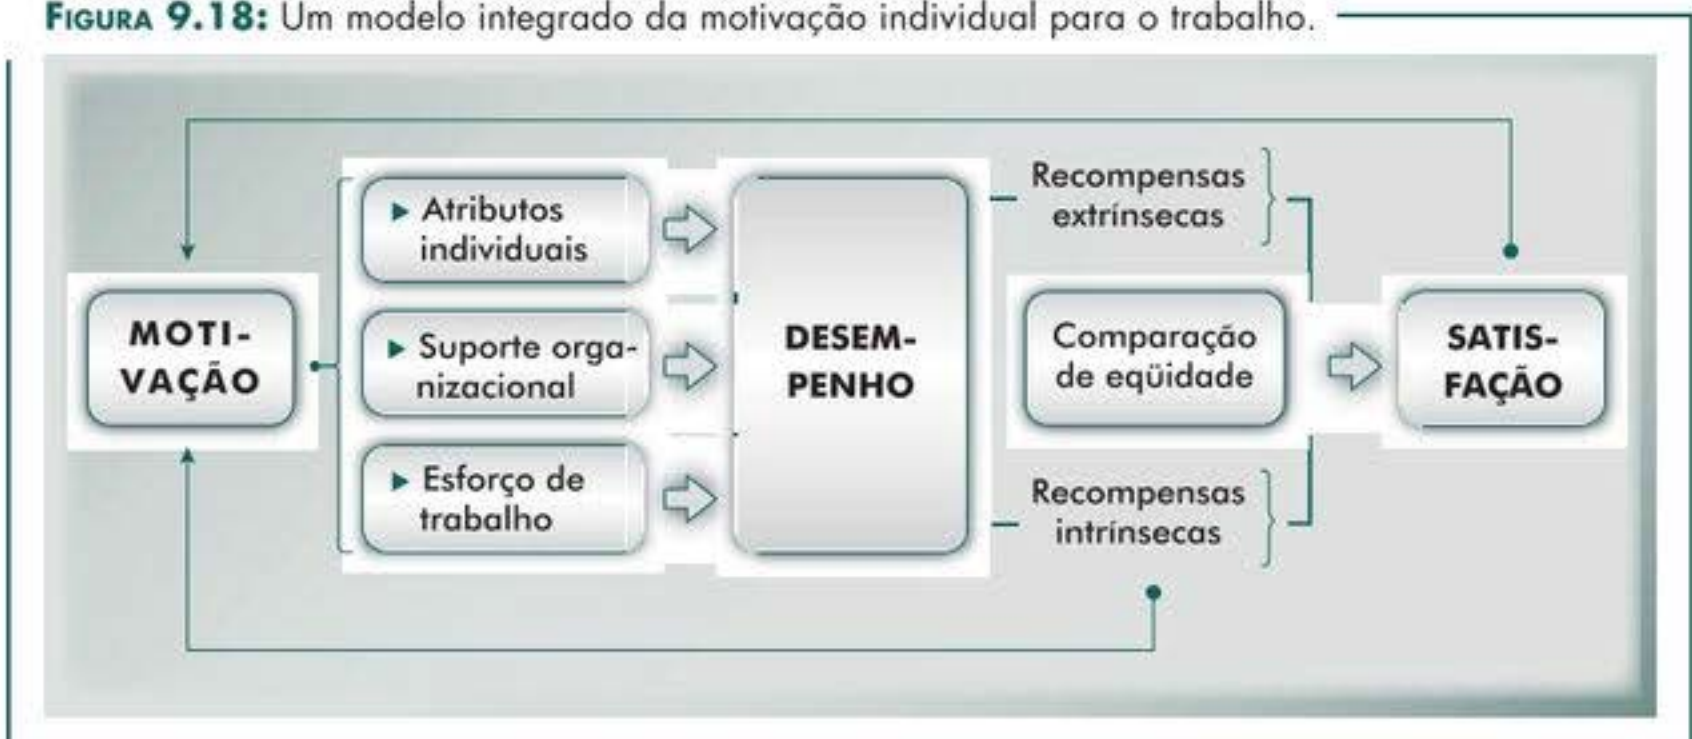 FIGURA 9.18: Um modelo integrado da motivação individual para o trabalho.
MOTI-
VAÇÃO
► Atributos
individuais
► Suporte orga-
nizacional
► Esforço de
trabalho
DESEM-
PENHO
Recompensas
extrínsecas
Comparação
de eqüidade
Recompensas
intrínsecas
SATIS-
FAÇÃO